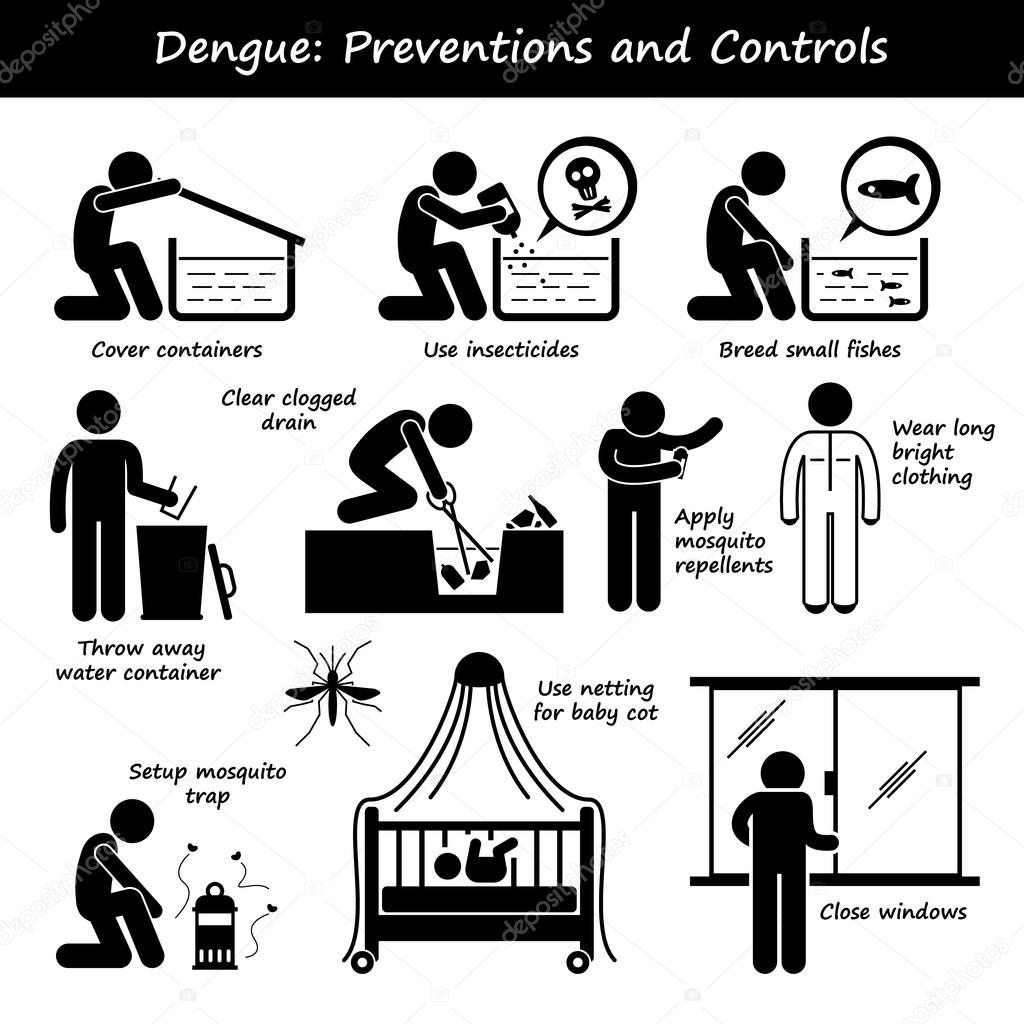 Dengue: Preventions and Controls
Cover containers
Use insecticides
Breed small fishes
Clear clogged
drain
Wear long
bright
clothing
Apply
mosquito
repellents
Throw away
water container
Use netting
for baby cot
Setup mosquito
trap
Close windows
depositphotos